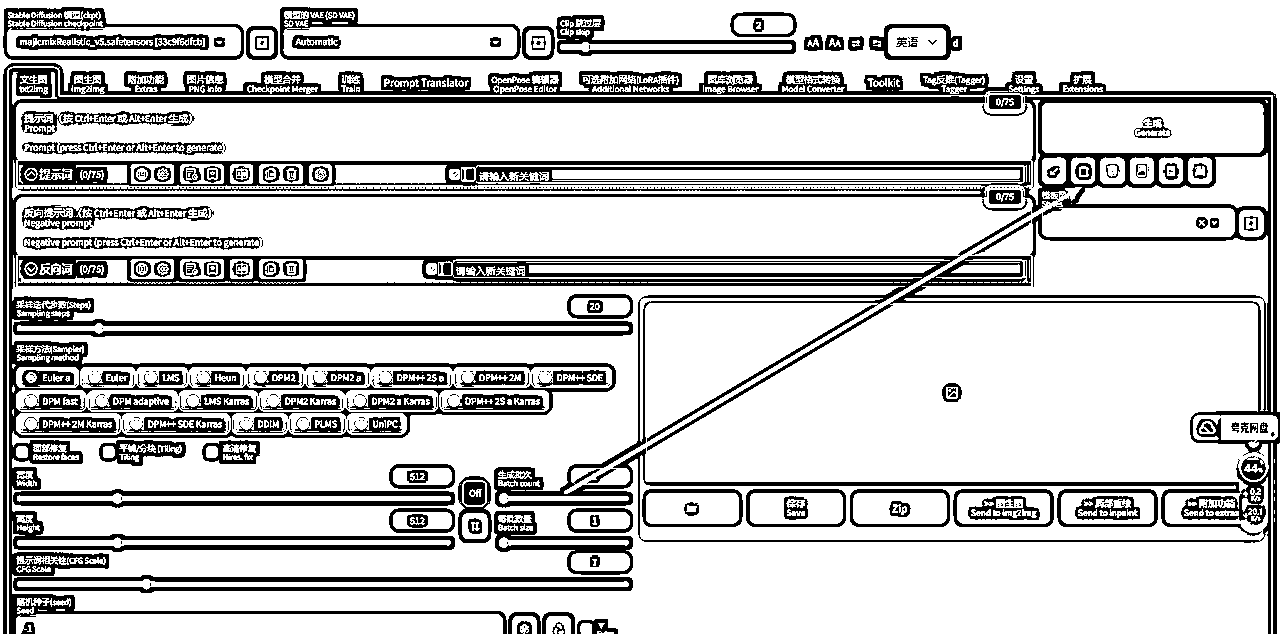 Stable Diffusion 模型(ckpt)
Stable Diffusion checkpoint
majicmixRealistic_v5.safetensors [33c9f6dfcb]
模型的 VAE (SD VAE)
SD VAE
Automatic
Clip 跳过层
Clip skip
2
英语
文生图
txt2img
图生图
img2img
附加功能
Extras
图片信息
PNG Info
模型合并
Checkpoint Merger
训练
Train
Prompt Translator
OpenPose 编辑器
OpenPose Editor
可选附加网络(LoRA插件)
Additional Networks
图库浏览器
Image Browser
模型格式转换
Model Converter
Toolkit
Tag反推(Tagger)
Tagger
设置
Settings
扩展
Extensions
0/75
提示词（按 Ctrl+Enter 或 Alt+Enter 生成）
Prompt
Prompt (press Ctrl+Enter or Alt+Enter to generate)
生成
Generate
提示词 (0/75)
请输入新关键词
0/75
反向提示词（按 Ctrl+Enter 或 Alt+Enter 生成）
Negative prompt
Negative prompt (press Ctrl+Enter or Alt+Enter to generate)
反向词 (0/75)
请输入新关键词
采样迭代步数(Steps)
Sampling steps
20
采样方法(Sampler)
Sampling method
Euler a
Euler
LMS
Heun
DPM2
DPM2 a
DPM++ 2S a
DPM++ 2M
DPM++ SDE
DPM fast
DPM adaptive
LMS Karras
DPM2 Karras
DPM2 a Karras
DPM++ 2S a Karras
DPM++ 2M Karras
DPM++ SDE Karras
DDIM
PLMS
UniPC
面部修复
Restore faces
平铺/分块 (Tiling)
Tiling
高清修复
Hires. fix
夸克网盘
宽度
Width
512
Off
生成批次
Batch count
44
高度
Height
512
每批数量
Batch size
1
保存
Save
Zip
>> 图生图
Send to img2img
>> 局部重绘
Send to inpaint
>> 附加功能
Send to extras
0.2
K/s
20.1
K/s
提示词相关性(CFG Scale)
CFG Scale
7
随机种子(seed)
Seed
-1